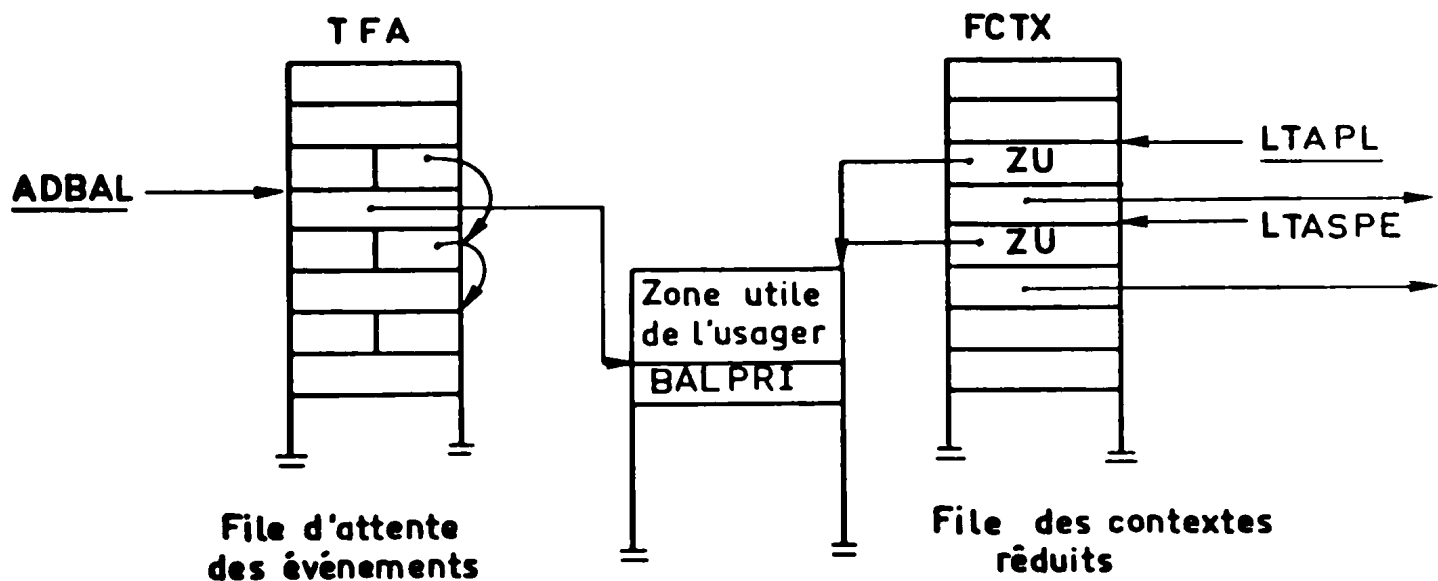 TFA
FCTX
ADBAL
ZU
LTAPL
ZU
LTASPE
Zone utile
de l'usager
BALPRI
File d'attente
des événements
File des contextes
rêduits